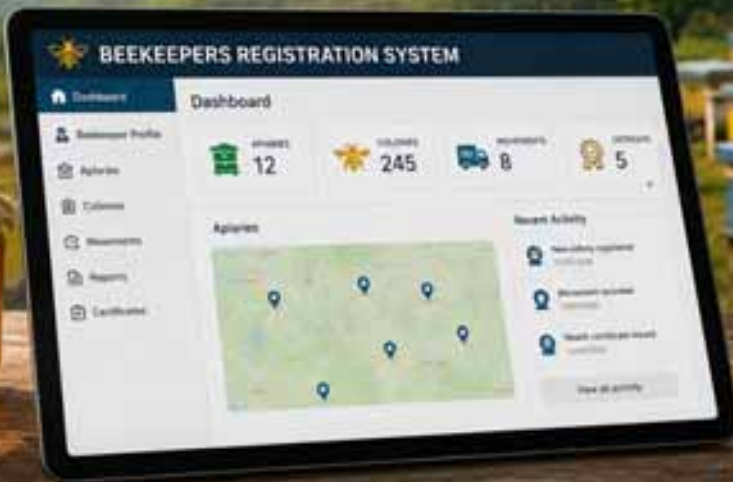 BEEKEEPERS REGISTRATION SYSTEM
Dashboard
Beekeeper Profile
Apiaries
Colonies
Movements
Reports
Certificates
Dashboard
APIARIES
12
COLONIES
245
MOVEMENTS
8
5
Apiaries
Recent Activity
View all activity